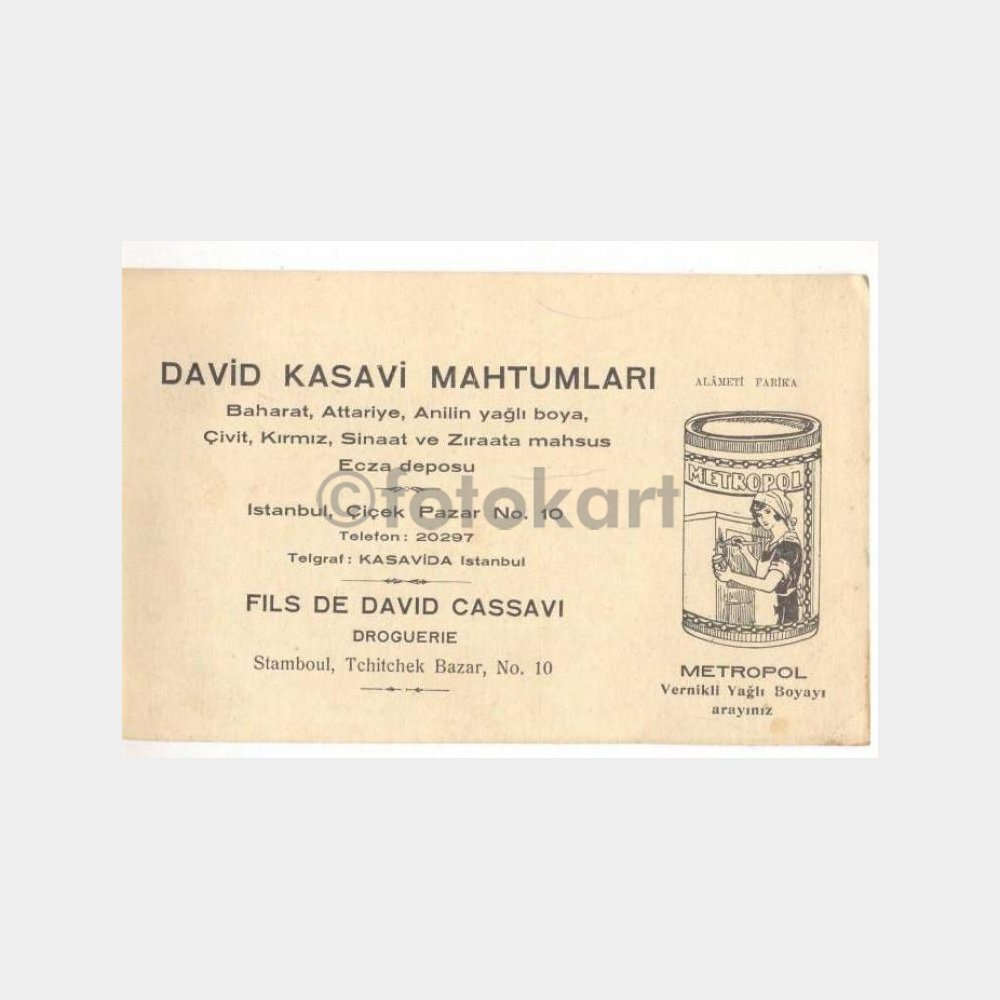 DAVİD KASAVİ MAHTUMLARI
Baharat, Attariye, Anilin yağlı boya,
Çivit, Kırmız, Sinaat ve Zıraata mahsus
Ecza deposu
Istanbul, Çiçek Pazar No. 10
Telefon: 20297
Telgraf: KASAVİDA Istanbul
FILS DE DAVID CASSAVI
DROGUERIE
Stamboul, Tchitchek Bazar, No. 10
ALÂMETİ FARİKA
METROPOL
METROPOL
Vernikli Yağlı Boyayı
arayınız
©fotokart